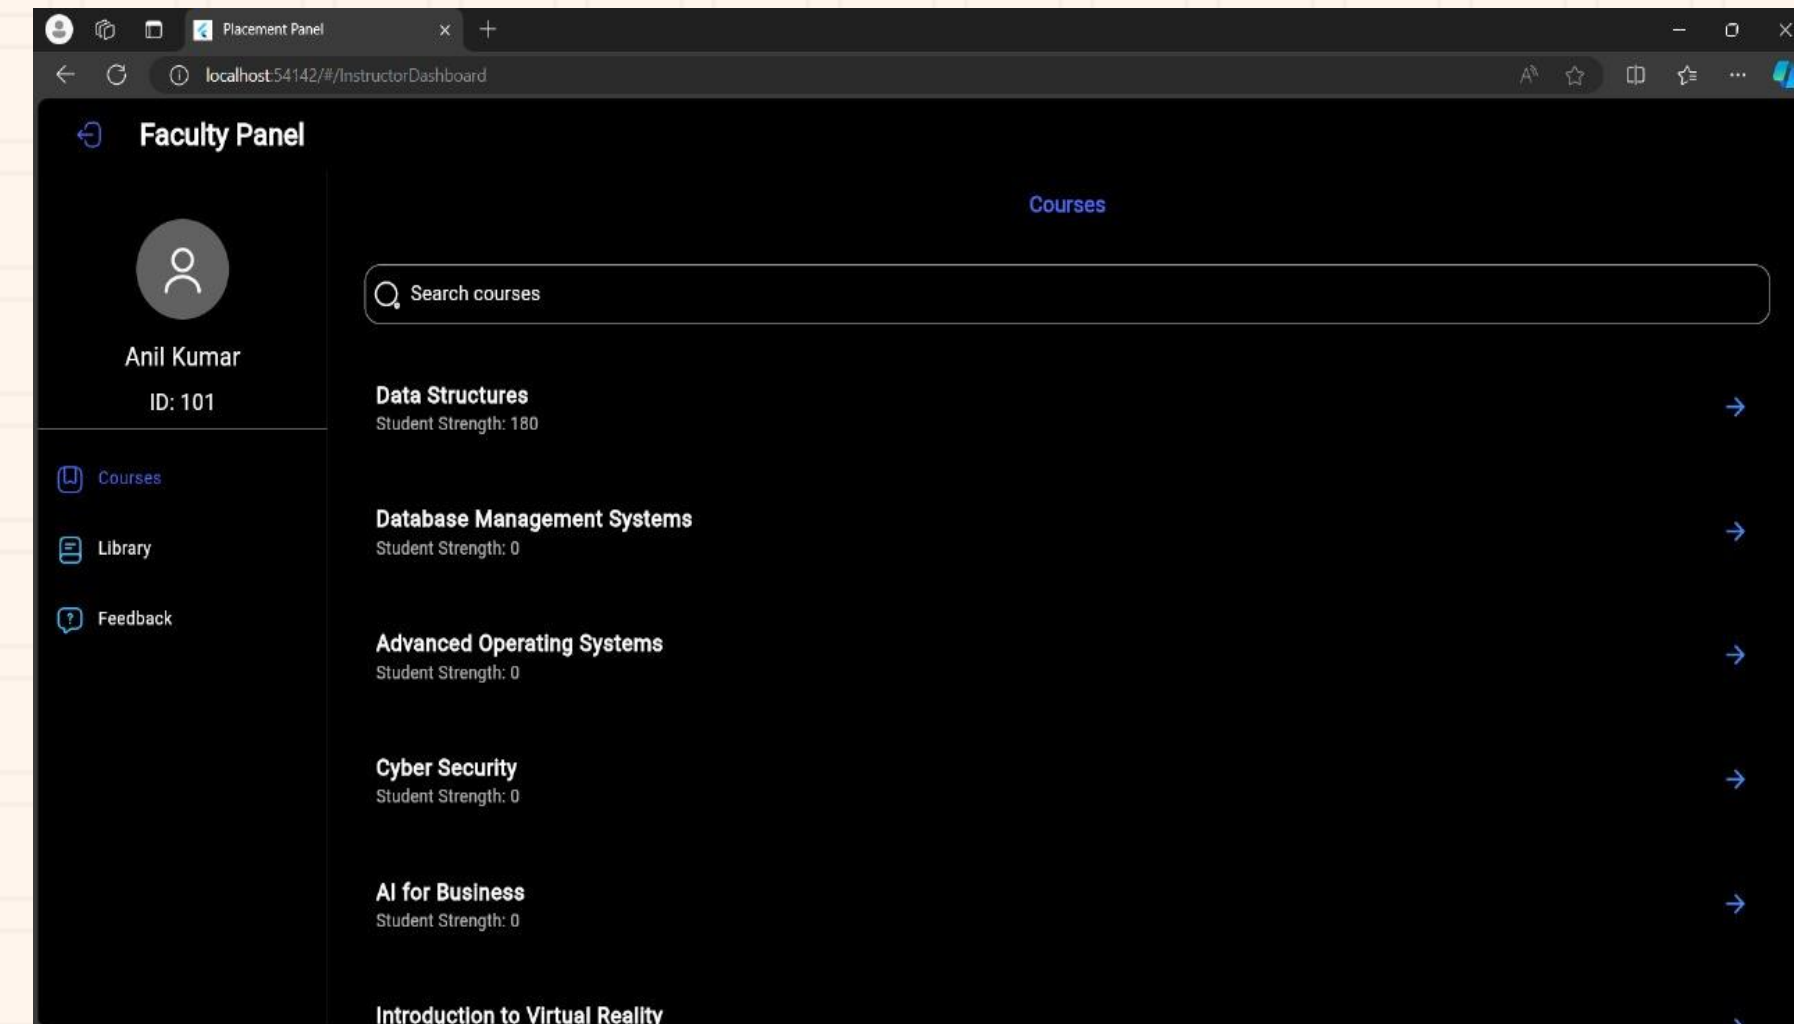 Placement Panel
localhost:54142/#/InstructorDashboard
Faculty Panel
Anil Kumar
ID: 101
Courses
Library
Feedback
Courses
Search courses
Data Structures
Student Strength: 180
Database Management Systems
Student Strength: 0
Advanced Operating Systems
Student Strength: 0
Cyber Security
Student Strength: 0
AI for Business
Student Strength: 0
Introduction to Virtual Reality